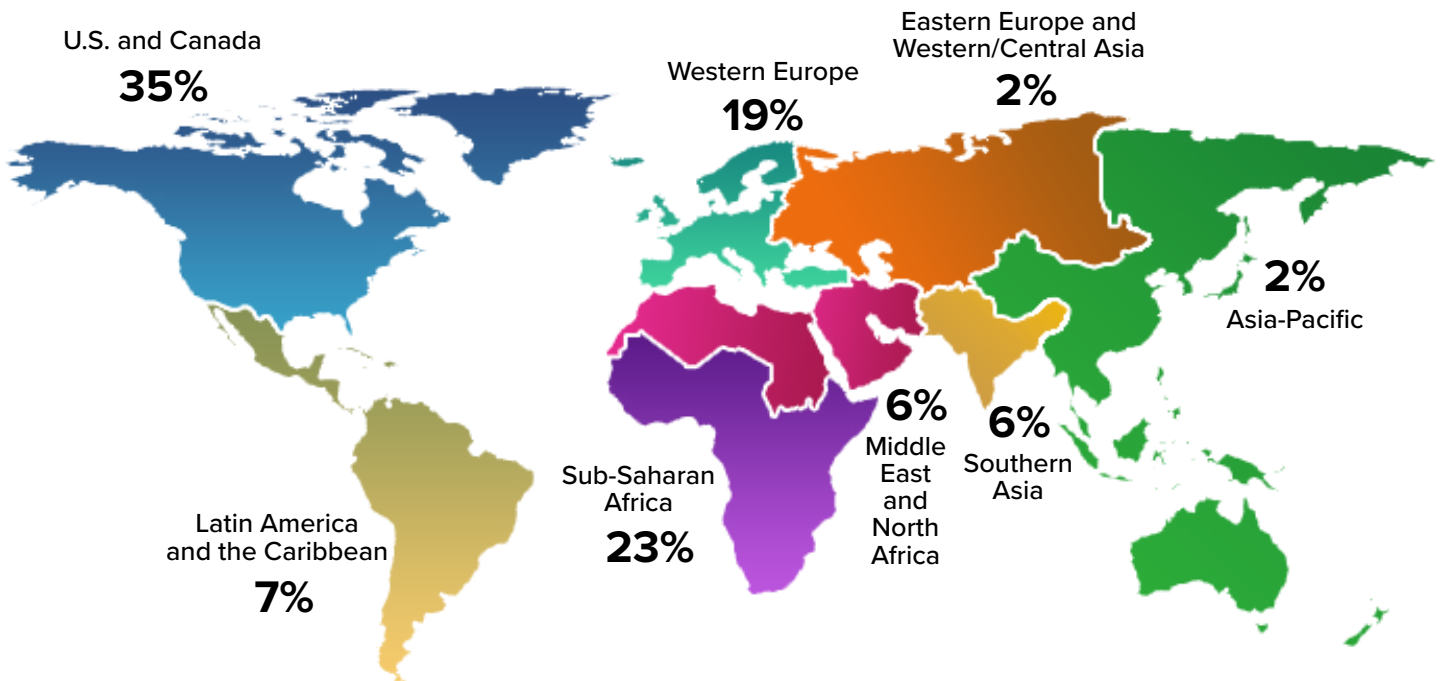 U.S. and Canada
35%
Western Europe
19%
Eastern Europe and
Western/Central Asia
2%
2%
Asia-Pacific
6%
Middle
East
and
North
Africa
6%
Southern
Asia
Sub-Saharan
Africa
23%
Latin America
and the Caribbean
7%